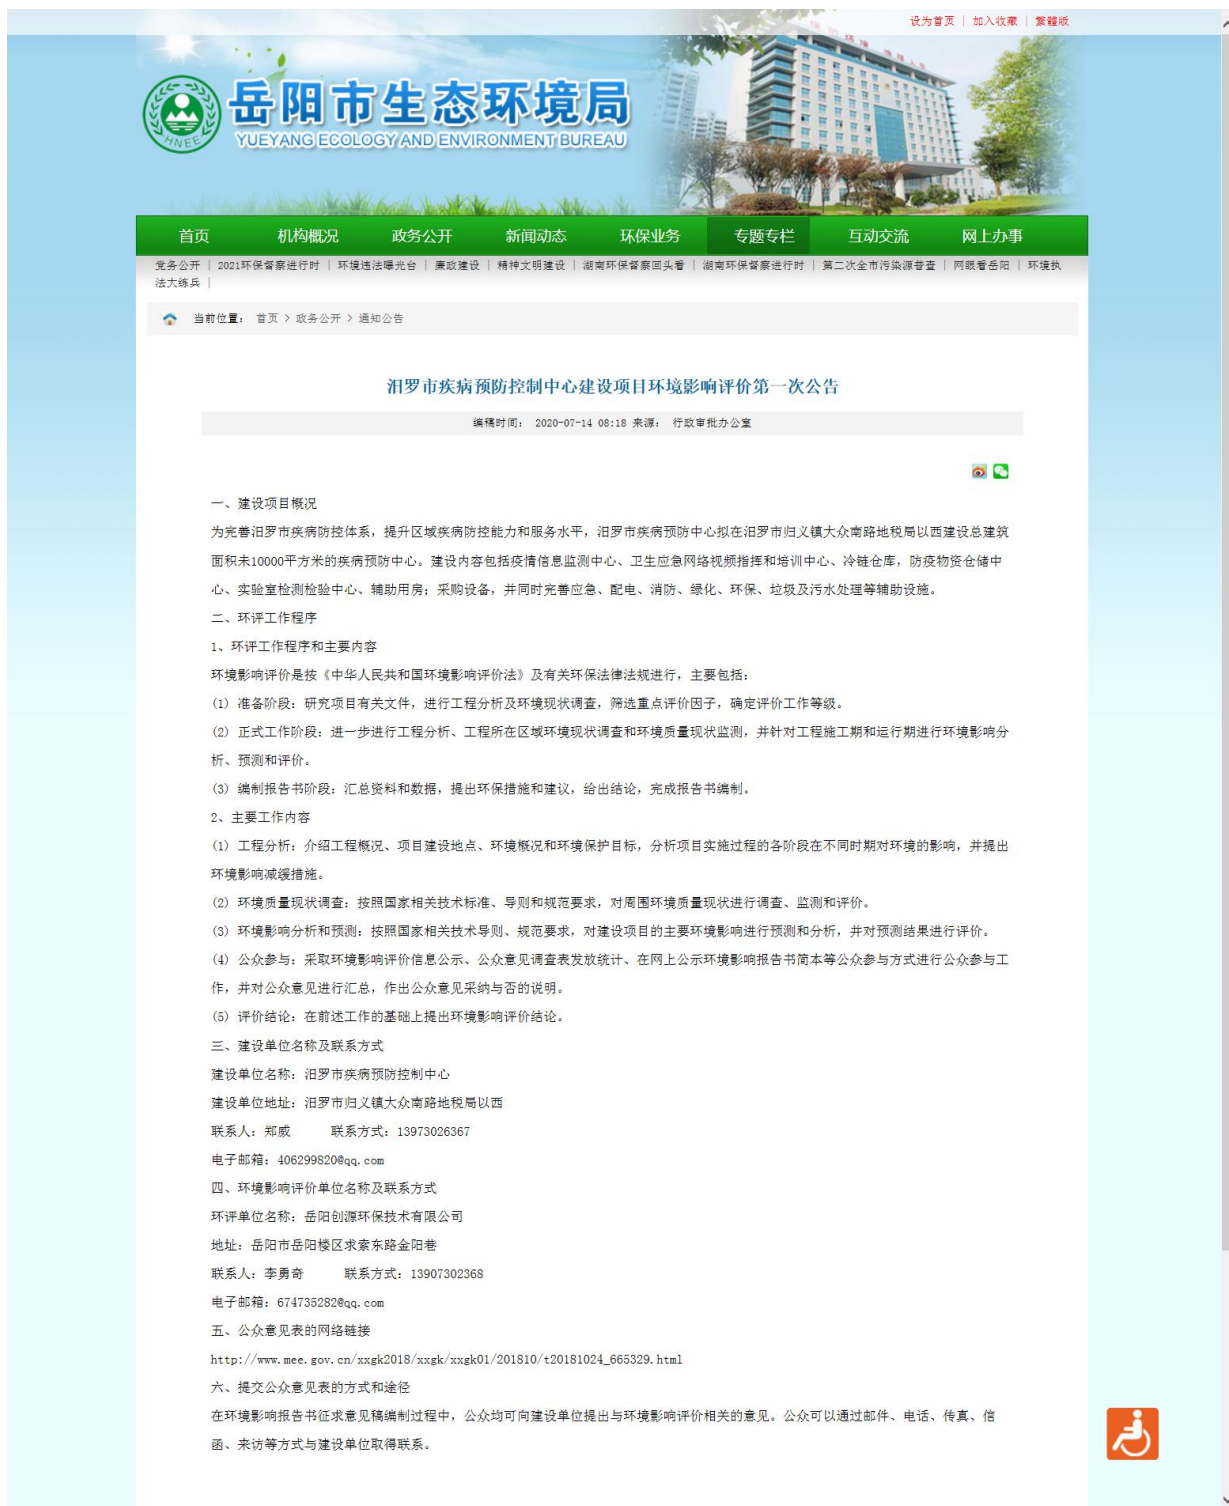 设为首页 | 加入收藏 | 繁體版
岳阳市生态环境局
YUEYANG ECOLOGY AND ENVIRONMENT BUREAU
HNEE
首页 机构概况 政务公开 新闻动态 环保业务 专题专栏 互动交流 网上办事
党务公开 | 2021环保督察进行时 | 环境违法曝光台 | 廉政建设 | 精神文明建设 | 湖南环保督察回头看 | 湖南环保督察进行时 | 第二次全市污染源普查 | 网眼看岳阳 | 环境执
法大练兵 |
当前位置： 首页 > 政务公开 > 通知公告
汨罗市疾病预防控制中心建设项目环境影响评价第一次公告
编稿时间： 2020-07-14 08:18 来源： 行政审批办公室
一、建设项目概况
为完善汨罗市疾病防控体系，提升区域疾病防控能力和服务水平，汨罗市疾病预防中心拟在汨罗市归义镇大众南路地税局以西建设总建筑
面积未10000平方米的疾病预防中心。建设内容包括疫情信息监测中心、卫生应急网络视频指挥和培训中心、冷链仓库，防疫物资仓储中
心、实验室检测检验中心、辅助用房；采购设备，并同时完善应急、配电、消防、绿化、环保、垃圾及污水处理等辅助设施。
二、环评工作程序
1、环评工作程序和主要内容
环境影响评价是按《中华人民共和国环境影响评价法》及有关环保法律法规进行，主要包括：
(1) 准备阶段：研究项目有关文件，进行工程分析及环境现状调查，筛选重点评价因子，确定评价工作等级。
(2) 正式工作阶段：进一步进行工程分析、工程所在区域环境现状调查和环境质量现状监测，并针对工程施工期和运行期进行环境影响分
析、预测和评价。
(3) 编制报告书阶段：汇总资料和数据，提出环保措施和建议，给出结论，完成报告书编制。
2、主要工作内容
(1) 工程分析：介绍工程概况、项目建设地点、环境概况和环境保护目标，分析项目实施过程的各阶段在不同时期对环境的影响，并提出
环境影响减缓措施。
(2) 环境质量现状调查：按照国家相关技术标准、导则和规范要求，对周围环境质量现状进行调查、监测和评价。
(3) 环境影响分析和预测：按照国家相关技术导则、规范要求，对建设项目的主要环境影响进行预测和分析，并对预测结果进行评价。
(4) 公众参与：采取环境影响评价信息公示、公众意见调查表发放统计、在网上公示环境影响报告书简本等公众参与方式进行公众参与工
作，并对公众意见进行汇总，作出公众意见采纳与否的说明。
(5) 评价结论：在前述工作的基础上提出环境影响评价结论。
三、建设单位名称及联系方式
建设单位名称：汨罗市疾病预防控制中心
建设单位地址：汨罗市归义镇大众南路地税局以西
联系人：郑威 联系方式：13973026367
电子邮箱：406299820@qq.com
四、环境影响评价单位名称及联系方式
环评单位名称：岳阳创源环保技术有限公司
地址：岳阳市岳阳楼区求索东路金阳巷
联系人：李勇奇 联系方式：13907302368
电子邮箱：674735282@qq.com
五、公众意见表的网络链接
http://www.mee.gov.cn/xxgk2018/xxgk/xxgk01/201810/t20181024_665329.html
六、提交公众意见表的方式和途径
在环境影响报告书征求意见稿编制过程中，公众均可向建设单位提出与环境影响评价相关的意见。公众可以通过邮件、电话、传真、信
函、来访等方式与建设单位取得联系。